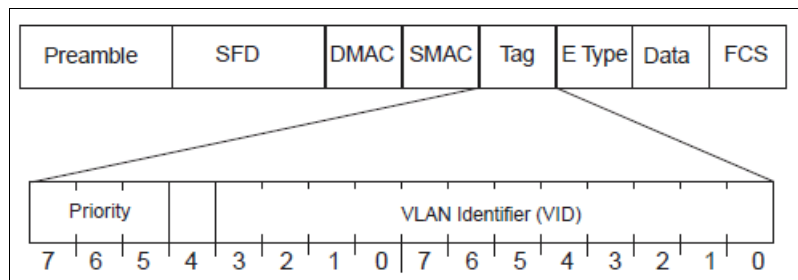 Preamble SFD DMAC SMAC Tag E Type Data FCS
Priority VLAN Identifier (VID)
7 6 5 4 3 2 1 0 7 6 5 4 3 2 1 0